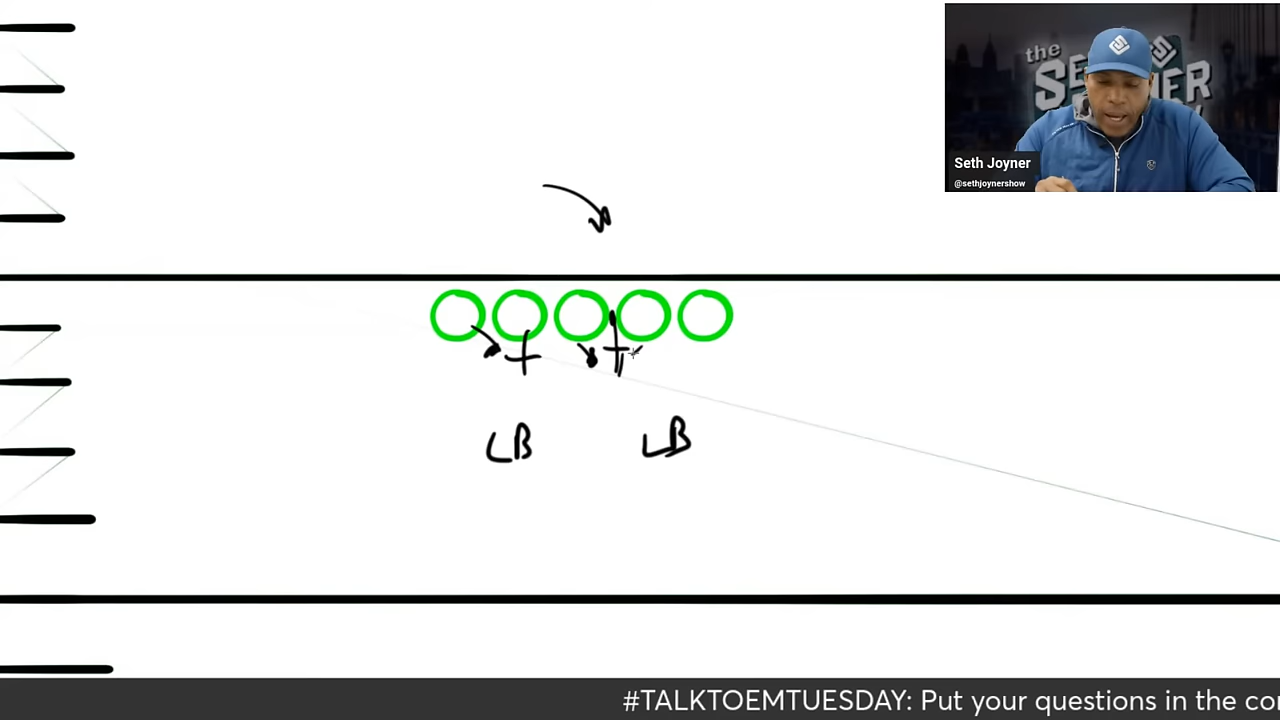 the
Seth Joyner
@sethjoynershow
LB LB
#TALKTOEMTUESDAY: Put your questions in the co